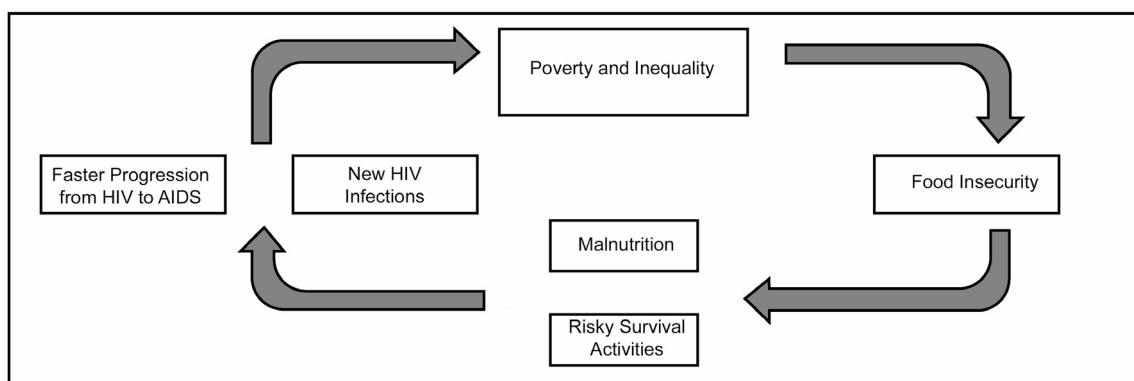 Poverty and Inequality
Faster Progression
from HIV to AIDS
New HIV
Infections
Food Insecurity
Malnutrition
Risky Survival
Activities